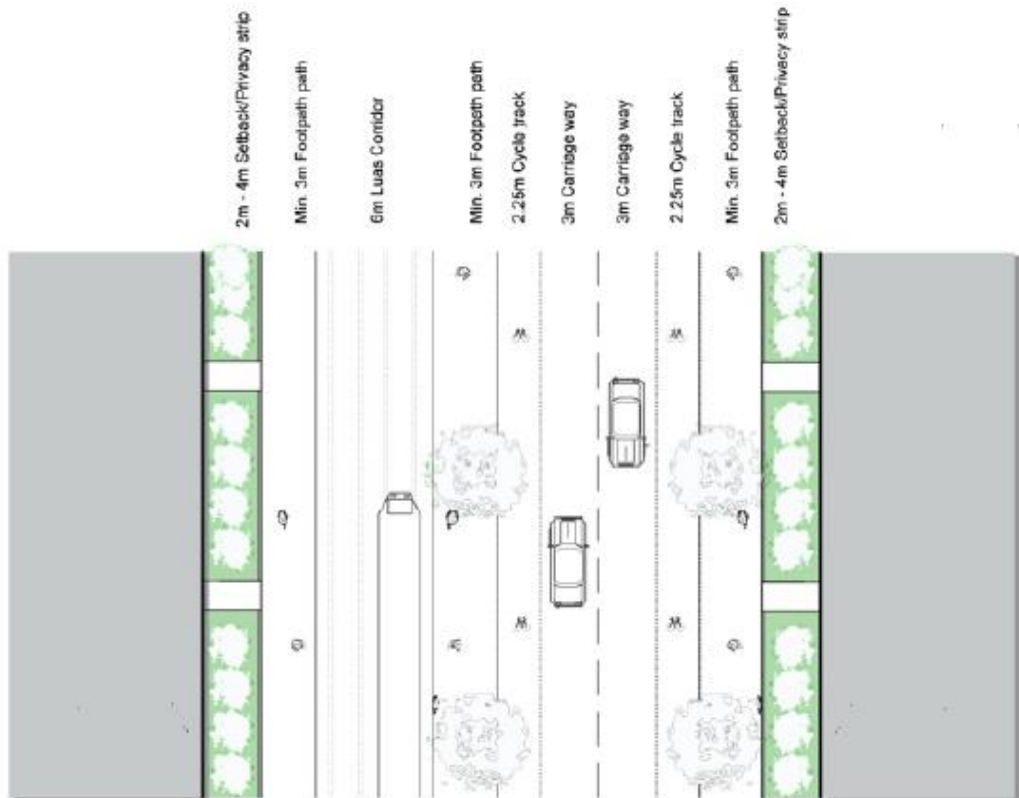 2m - 4m Setback/Privacy strip
Min. 3m Footpath path
6m Luas Corridor
Min. 3m Footpath path
2.25m Cycle track
3m Carriage way
3m Carriage way
2.25m Cycle track
Min. 3m Footpath path
2m - 4m Setback/Privacy strip